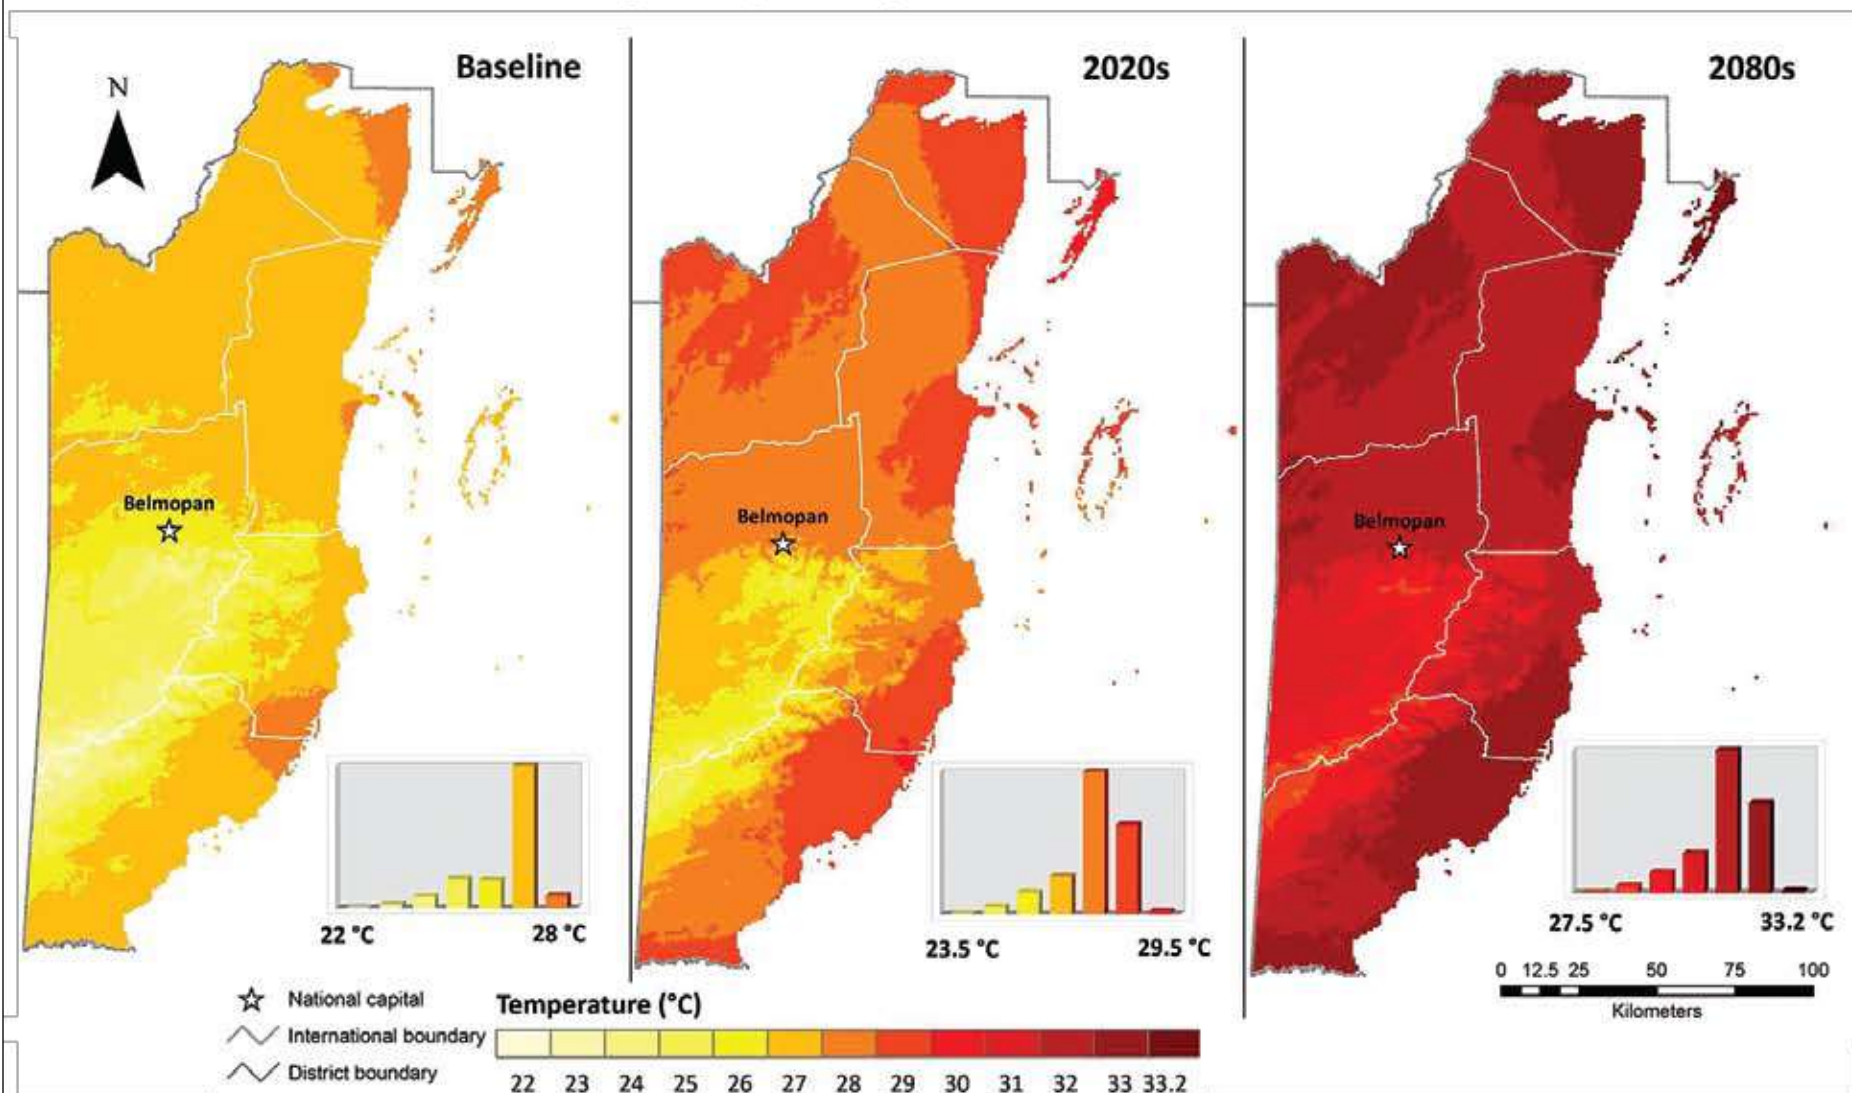 N
Baseline
2020s
2080s
Belmopan
Belmopan
Belmopan
22 °C
28 °C
23.5 °C
29.5 °C
27.5 °C
33.2 °C
0 12.5 25 50 75 100
Kilometers
National capital
International boundary
District boundary
Temperature (°C)
22 23 24 25 26 27 28 29 30 31 32 33 33.2